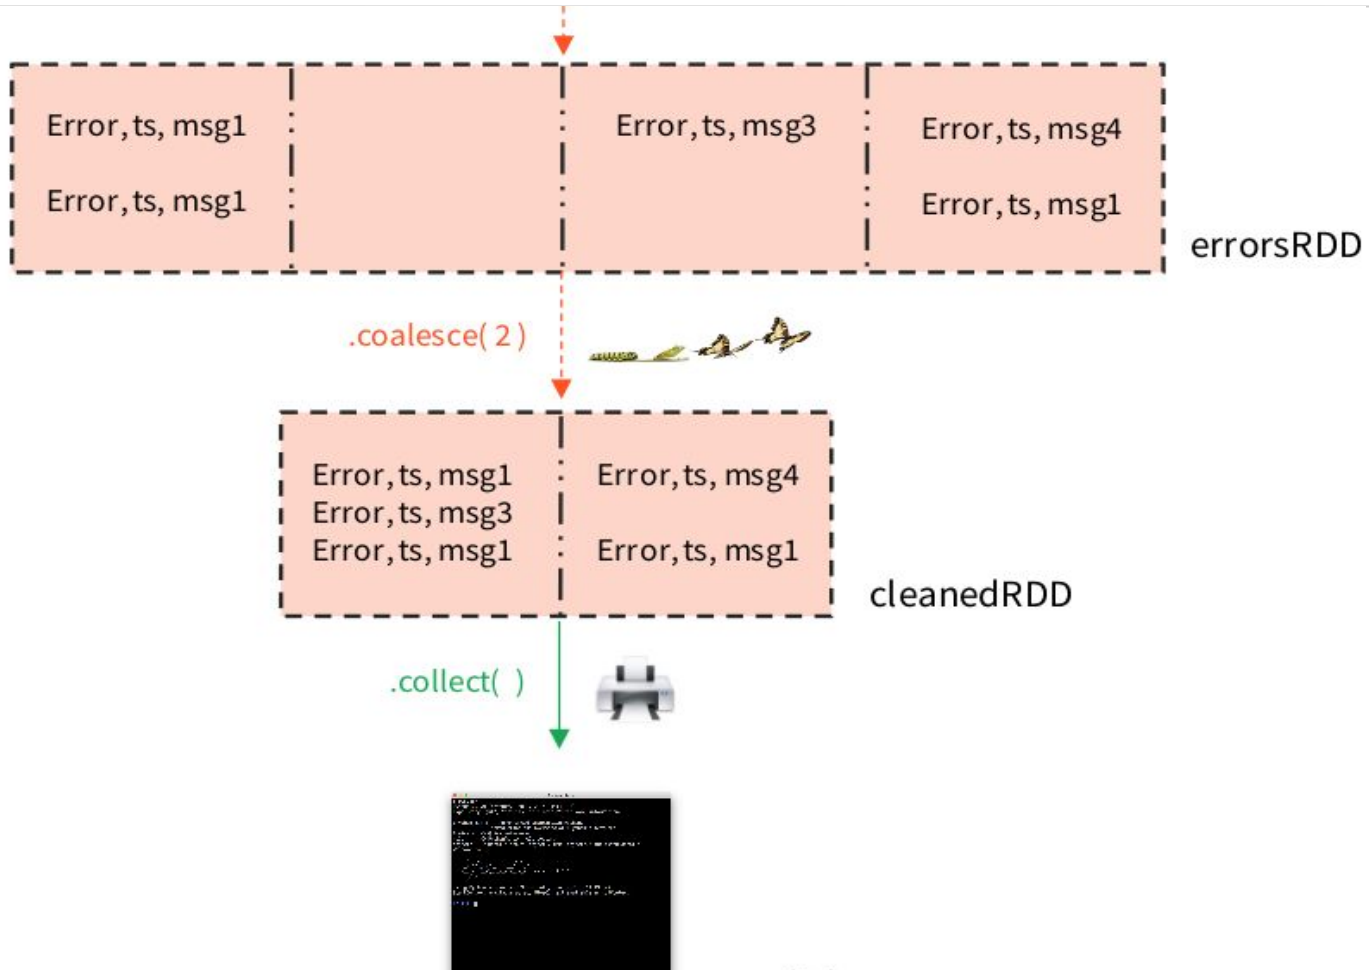 Error, ts, msg1
Error, ts, msg1
Error, ts, msg3
Error, ts, msg4
Error, ts, msg1
errorsRDD
.coalesce( 2 )
Error, ts, msg1
Error, ts, msg3
Error, ts, msg1
Error, ts, msg4
Error, ts, msg1
cleanedRDD
.collect( )